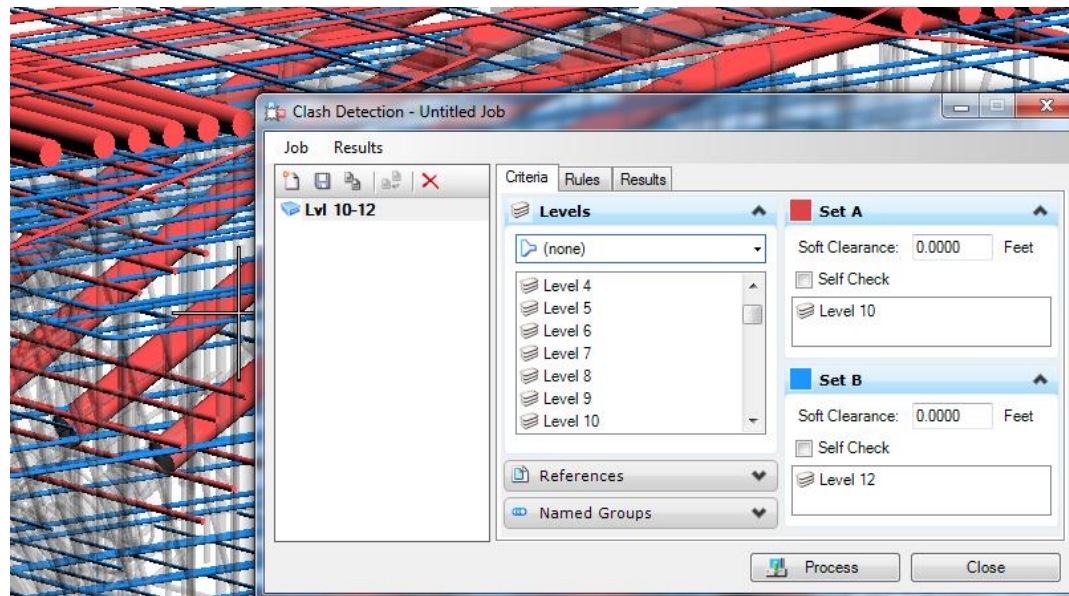 Clash Detection - Untitled Job
Job Results
Lvl 10-12
Criteria Rules Results
Levels
(none)
Level 4
Level 5
Level 6
Level 7
Level 8
Level 9
Level 10
References
Named Groups
Set A
Soft Clearance: 0.0000 Feet
Self Check
Level 10
Set B
Soft Clearance: 0.0000 Feet
Self Check
Level 12
Process Close